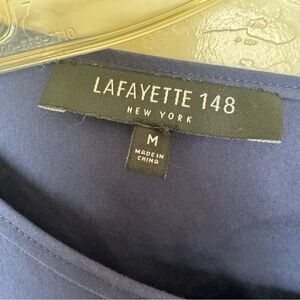 LAFAYETTE 148
NEW YORK
M
MADE IN
CHINA